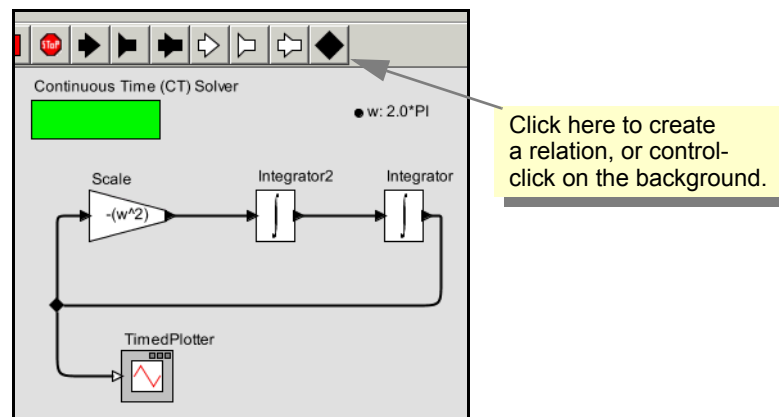 STOP
Continuous Time (CT) Solver
w: 2.0*PI
Click here to create
a relation, or control-
click on the background.
Scale
Integrator2
Integrator
-(w^2)
∫
∫
TimedPlotter